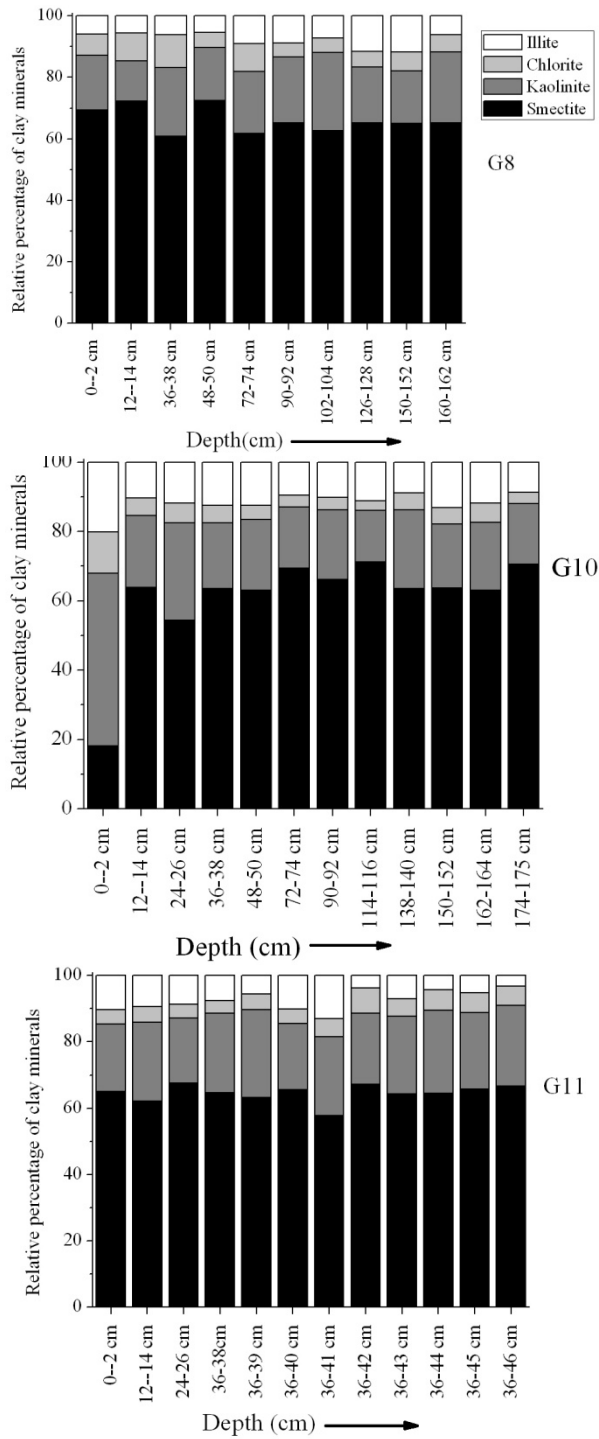 Relative percentage of clay minerals
100
80
60
40
20
0
Illite
Chlorite
Kaolinite
Smectite
G8
0--2 cm
12--14 cm
36-38 cm
48-50 cm
72-74 cm
90-92 cm
102-104 cm
126-128 cm
150-152 cm
160-162 cm
Depth(cm)
Relative percentage of clay minerals
100
80
60
40
20
0
G10
0--2 cm
12--14 cm
24-26 cm
36-38 cm
48-50 cm
72-74 cm
90-92 cm
114-116 cm
138-140 cm
150-152 cm
162-164 cm
174-175 cm
Depth (cm)
Relative percentage of clay minerals
100
80
60
40
20
0
G11
0--2 cm
12--14 cm
24-26 cm
36-38cm
36-39 cm
36-40 cm
36-41 cm
36-42 cm
36-43 cm
36-44 cm
36-45 cm
36-46 cm
Depth (cm)